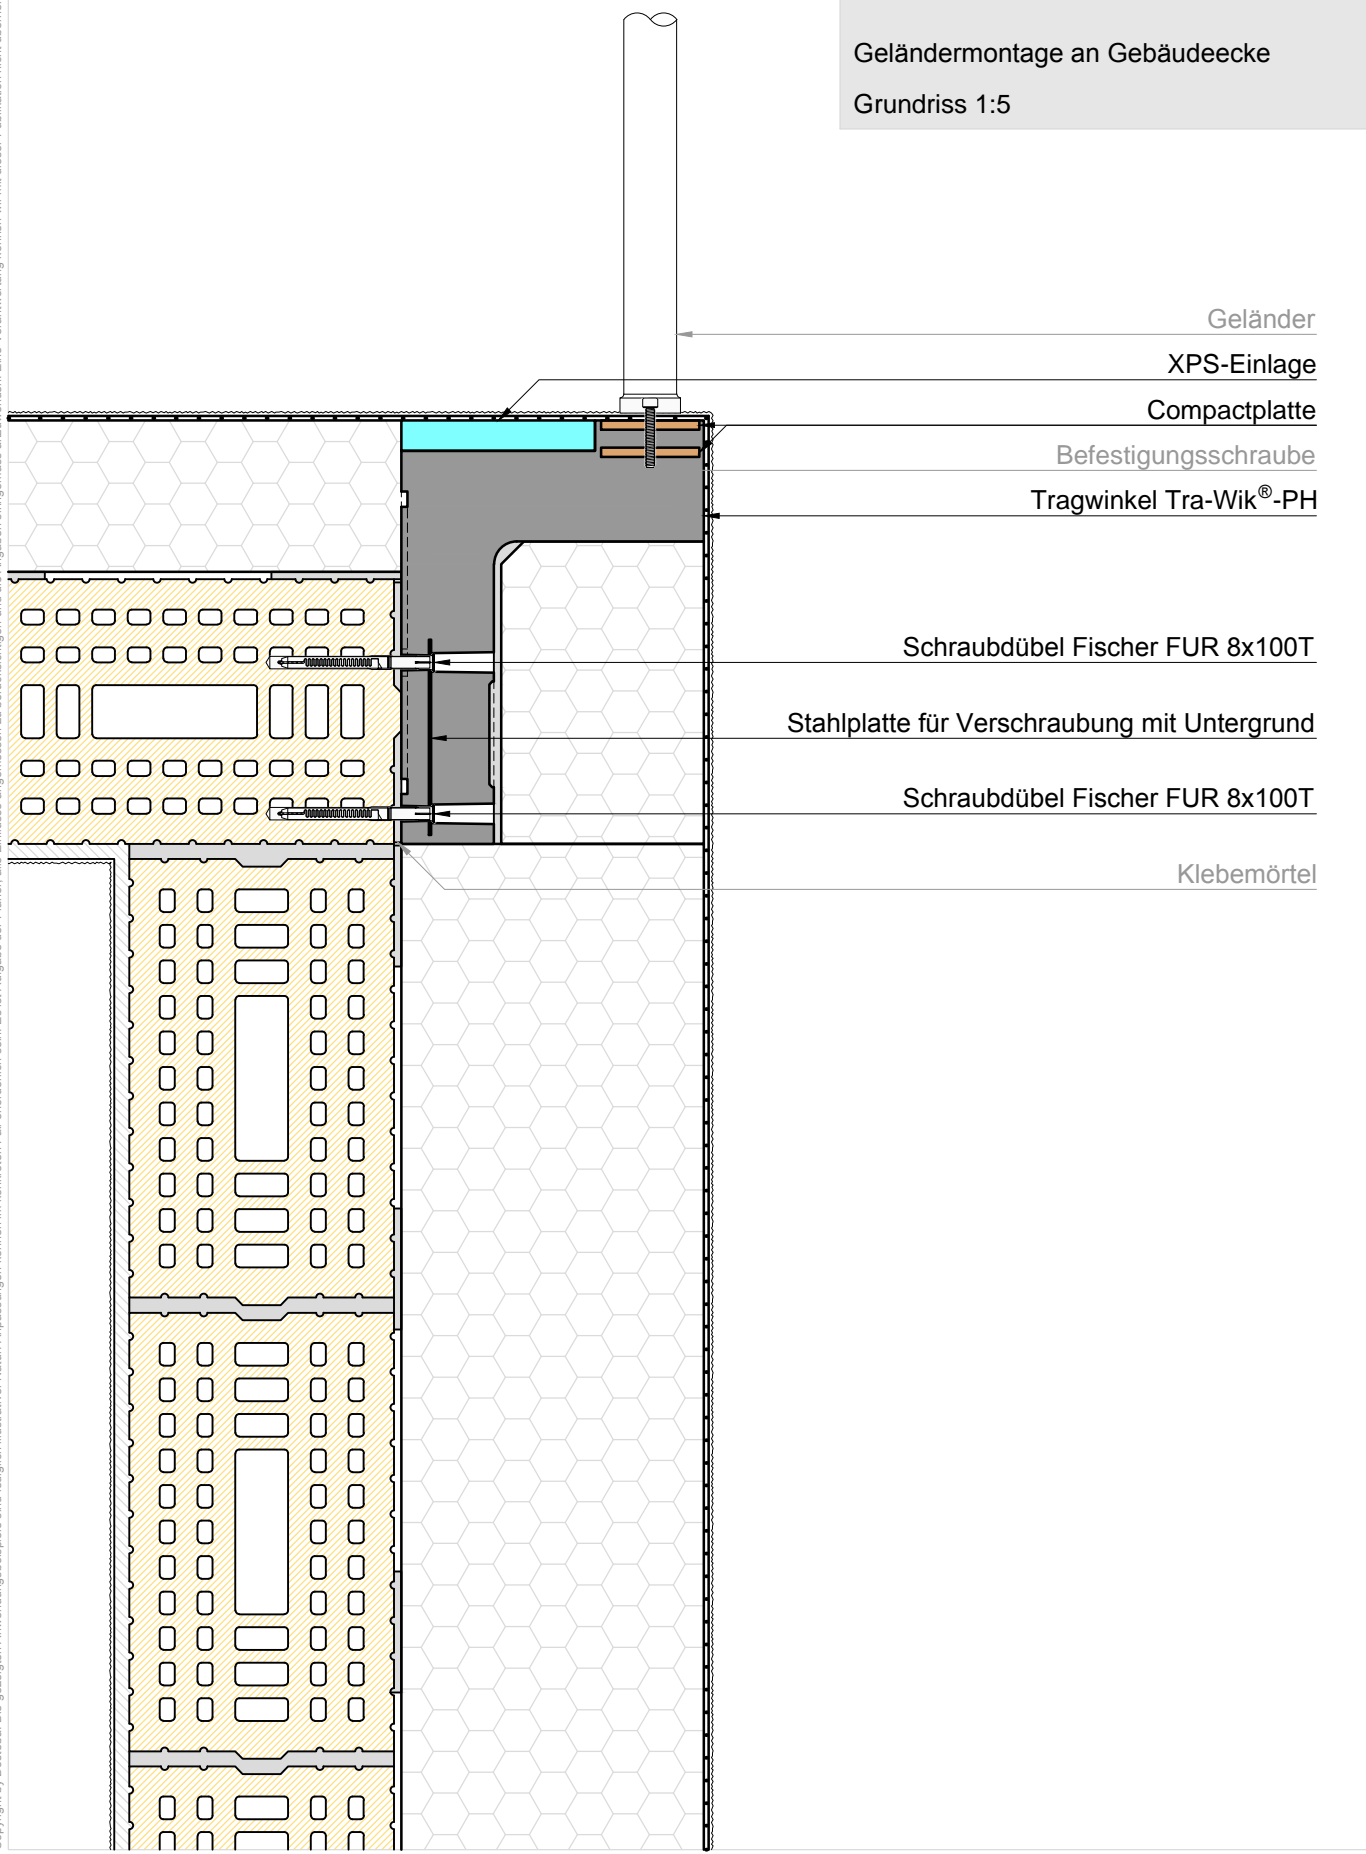 Geländermontage an Gebäudeecke
Grundriss 1:5
Geländer
XPS-Einlage
Compactplatte
Befestigungsschraube
Tragwinkel Tra-Wik®-PH
Schraubdübel Fischer FUR 8x100T
Stahlplatte für Verschraubung mit Untergrund
Schraubdübel Fischer FUR 8x100T
Klebemörtel